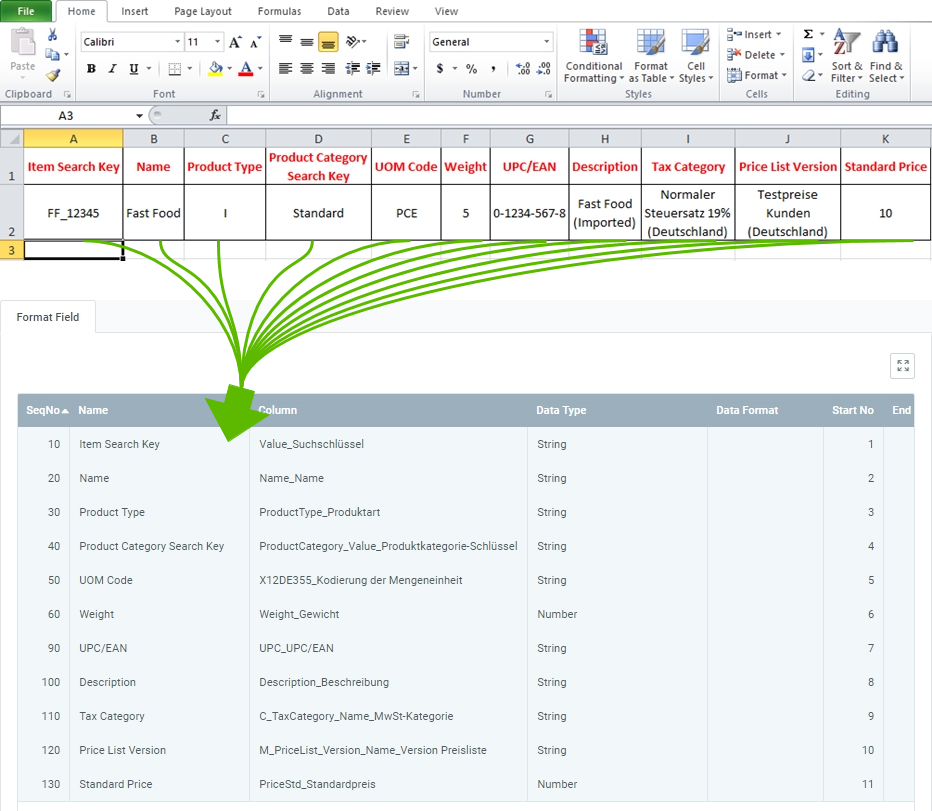 File Home Insert Page Layout Formulas Data Review View
Calibri 11 A A General Insert Σ
Paste B I U A $ % , .0 .00 .00 .0 Conditional Format Cell Delete Sort & Find &
Formatting as Table Styles Format Filter Select
Clipboard Font Alignment Number Styles Cells Editing
A3 fx
A B C D E F G H I J K
1 Item Search Key Name Product Type Product Category Search Key UOM Code Weight UPC/EAN Description Tax Category Price List Version Standard Price
2 FF_12345 Fast Food I Standard PCE 5 0-1234-567-8 Fast Food (Imported) Normaler Steuersatz 19% (Deutschland) Testpreise Kunden (Deutschland) 10
3
Format Field
SeqNo Name Column Data Type Data Format Start No End
10 Item Search Key Value_Suchschlüssel String 1
20 Name Name_Name String 2
30 Product Type ProductType_Produktart String 3
40 Product Category Search Key ProductCategory_Value_Produktkategorie-Schlüssel String 4
50 UOM Code X12DE355_Kodierung der Mengeneinheit String 5
60 Weight Weight_Gewicht Number 6
90 UPC/EAN UPC_UPC/EAN String 7
100 Description Description_Beschreibung String 8
110 Tax Category C_TaxCategory_Name_MwSt-Kategorie String 9
120 Price List Version M_PriceList_Version_Name_Version Preisliste String 10
130 Standard Price PriceStd_Standardpreis Number 11